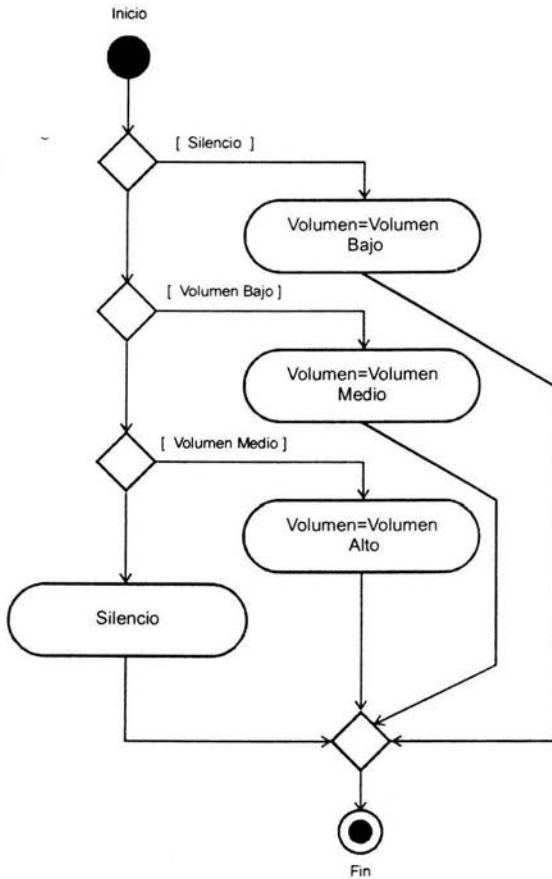 Inicio
[ Silencio ]
Volumen=Volumen
Bajo
[ Volumen Bajo ]
Volumen=Volumen
Medio
[ Volumen Medio ]
Volumen=Volumen
Alto
Silencio
Fin